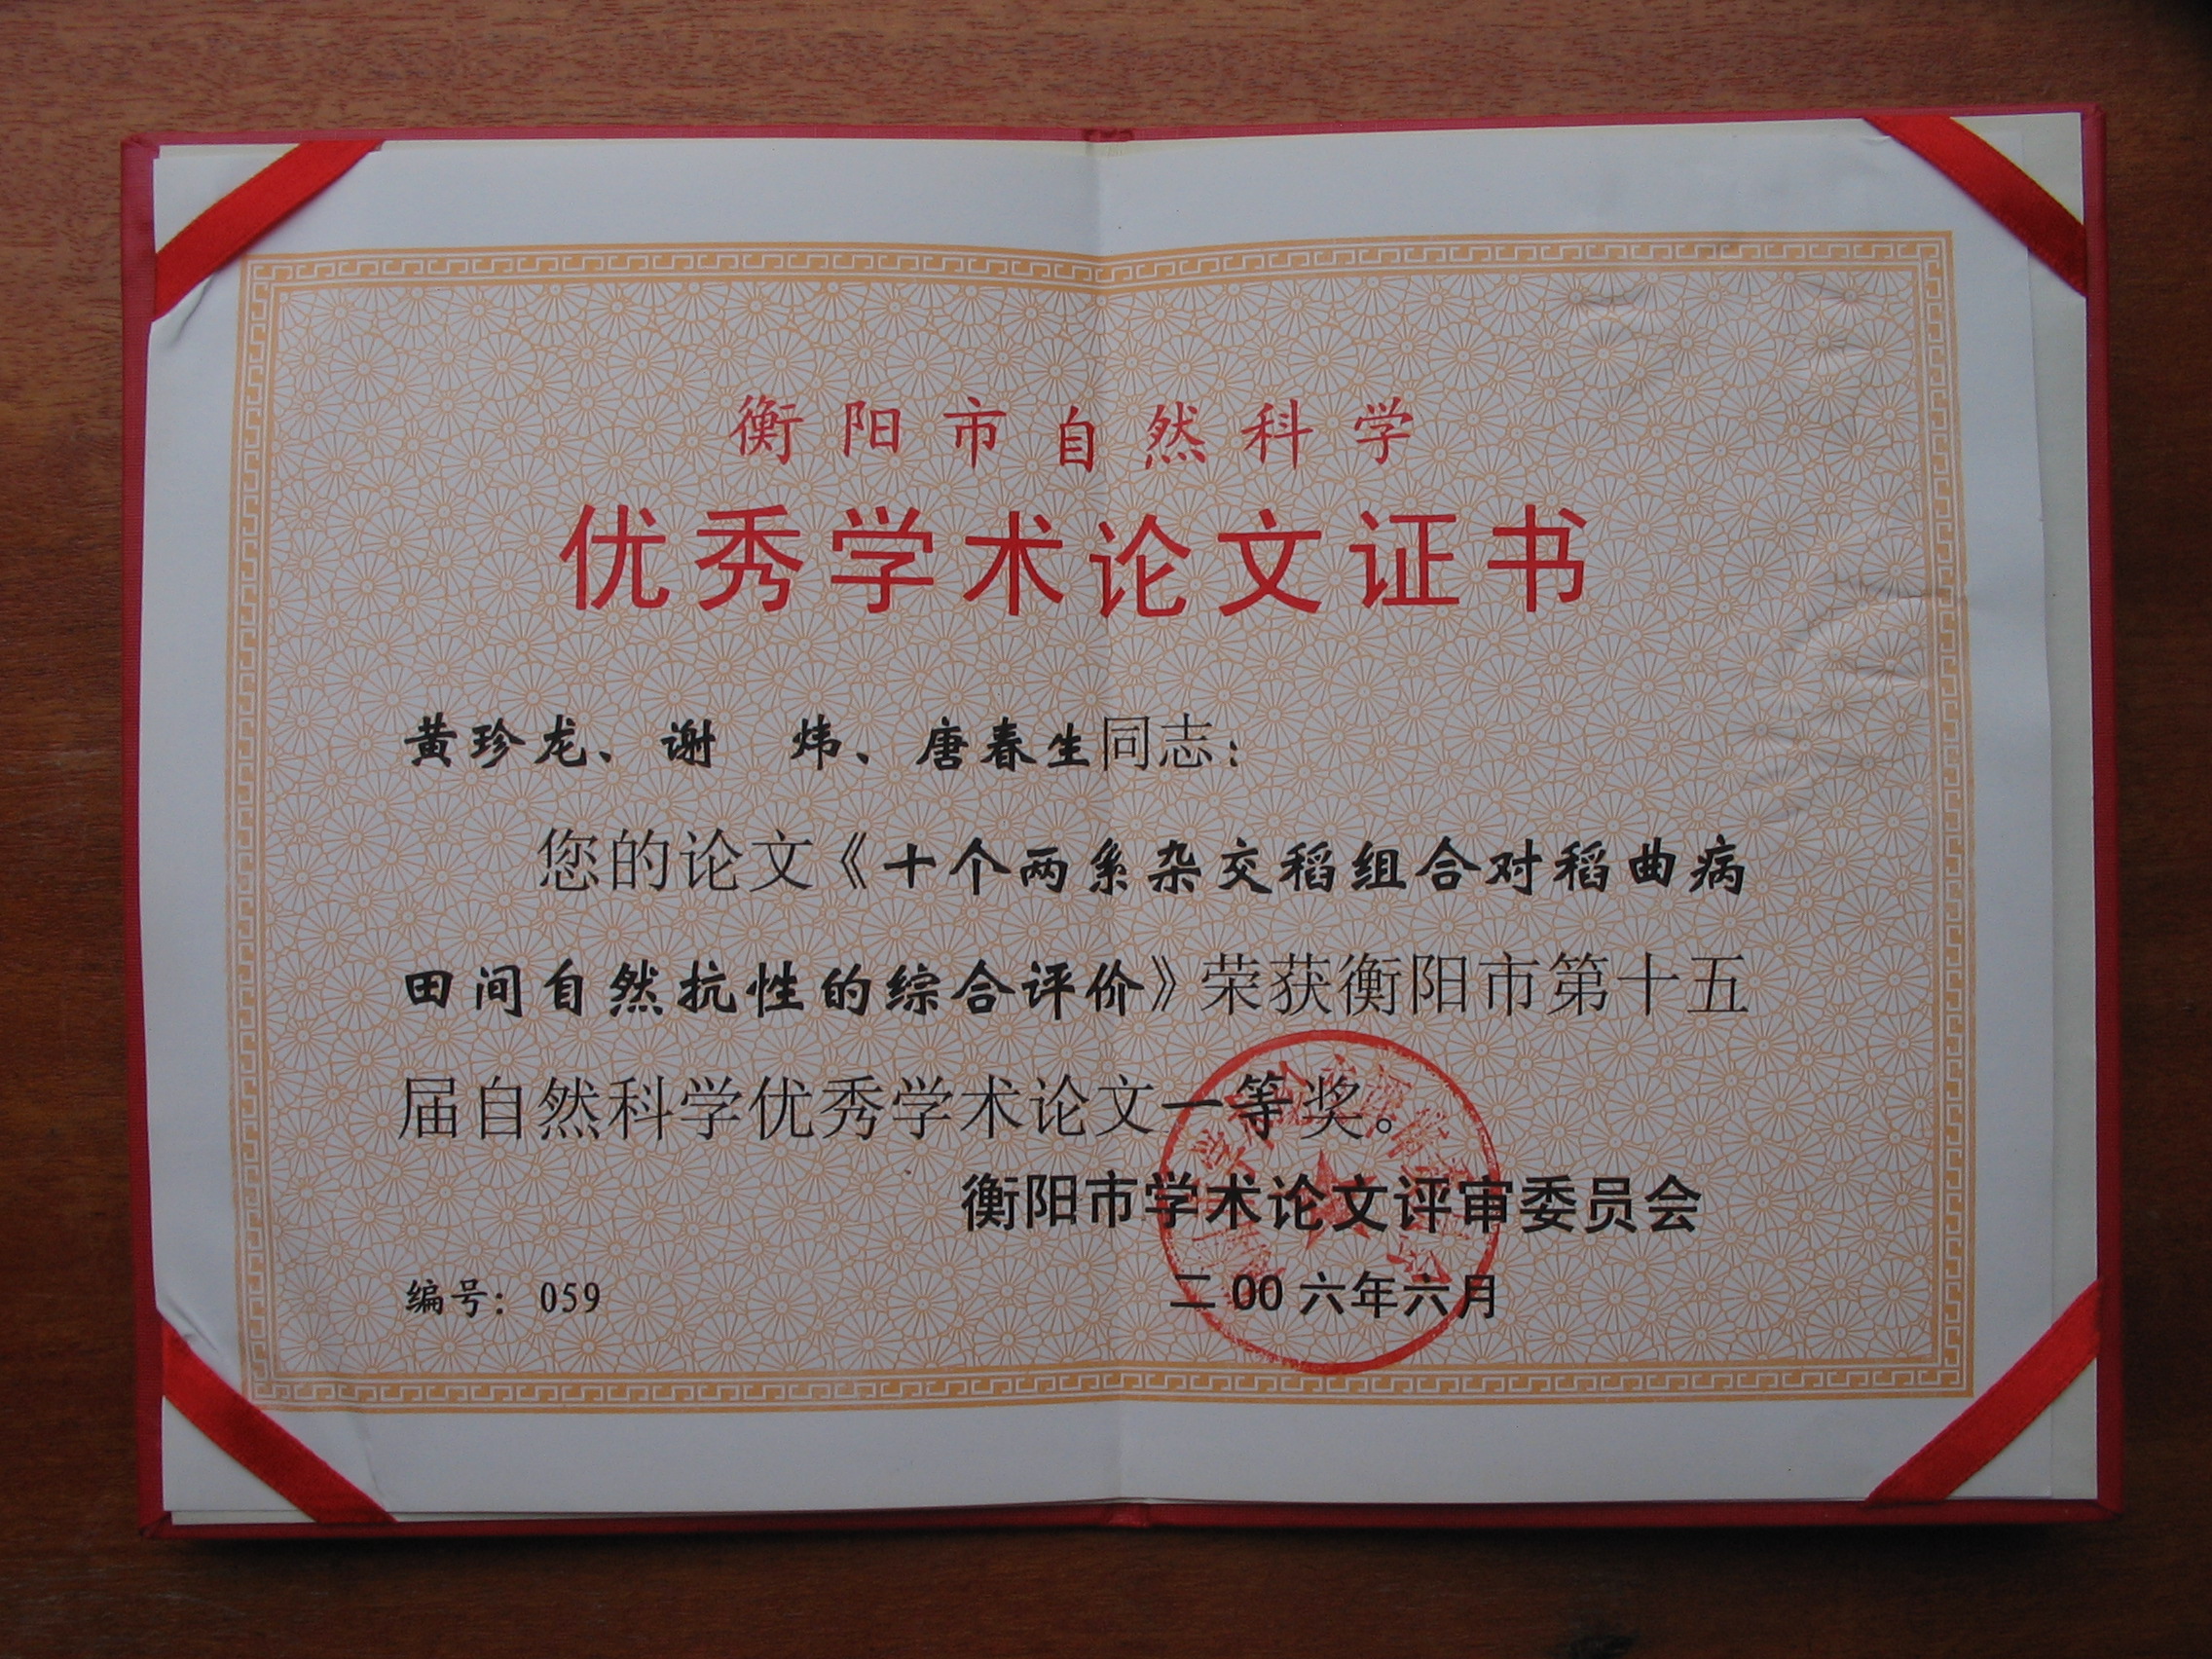 衡阳市自然科学
优秀学术论文证书
黄珍龙、谢　炜、唐春生同志：
您的论文《十个两系杂交稻组合对稻曲病
田间自然抗性的综合评价》荣获衡阳市第十五
届自然科学优秀学术论文一等奖。
衡阳市学术论文评审委员会
编号：059
二00六年六月